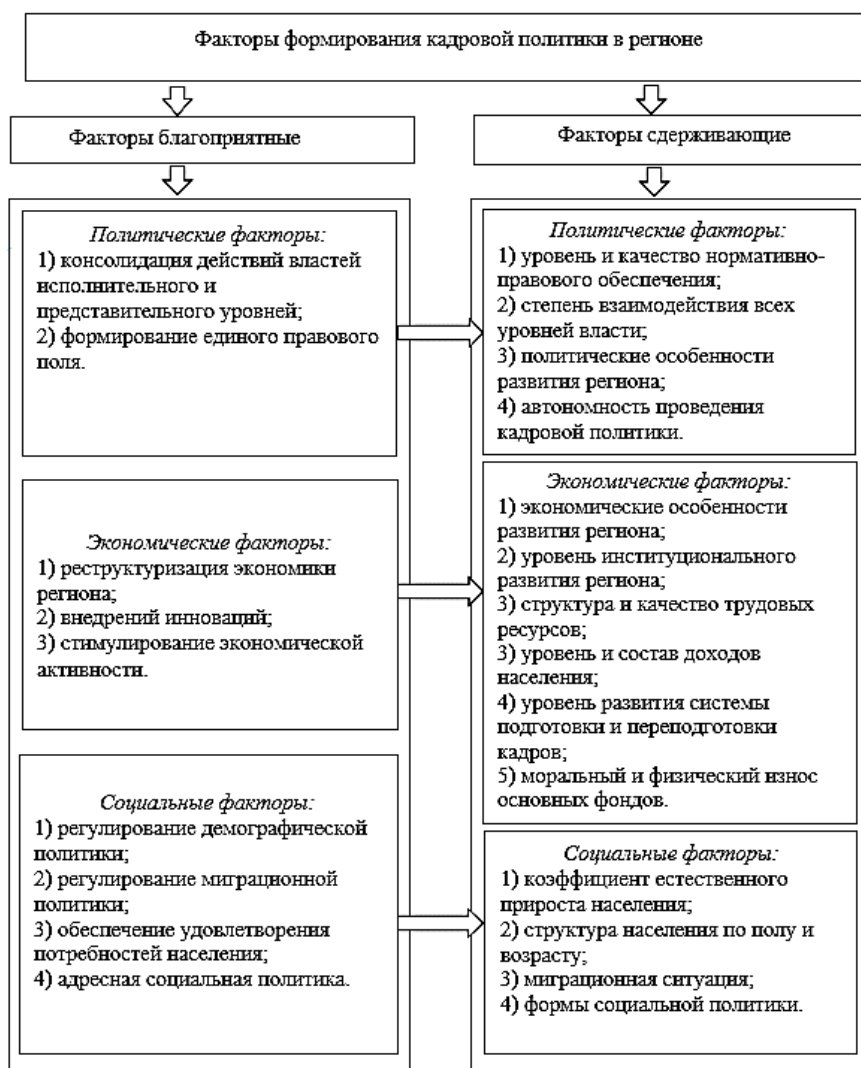 Факторы формирования кадровой политики в регионе
Факторы благоприятные
Факторы сдерживающие
Политические факторы:
1) консолидация действий властей
исполнительного и
представительного уровней;
2) формирование единого правового
поля.
Политические факторы:
1) уровень и качество нормативно-
правового обеспечения;
2) степень взаимодействия всех
уровней власти;
3) политические особенности
развития региона;
4) автономность проведения
кадровой политики.
Экономические факторы:
1) реструктуризация экономики
региона;
2) внедрений инноваций;
3) стимулирование экономической
активности.
Экономические факторы:
1) экономические особенности
развития региона;
2) уровень институционального
развития региона;
3) структура и качество трудовых
ресурсов;
3) уровень и состав доходов
населения;
4) уровень развития системы
подготовки и переподготовки
кадров;
5) моральный и физический износ
основных фондов.
Социальные факторы:
1) регулирование демографической
политики;
2) регулирование миграционной
политики;
3) обеспечение удовлетворения
потребностей населения;
4) адресная социальная политика.
Социальные факторы:
1) коэффициент естественного
прироста населения;
2) структура населения по полу и
возрасту;
3) миграционная ситуация;
4) формы социальной политики.